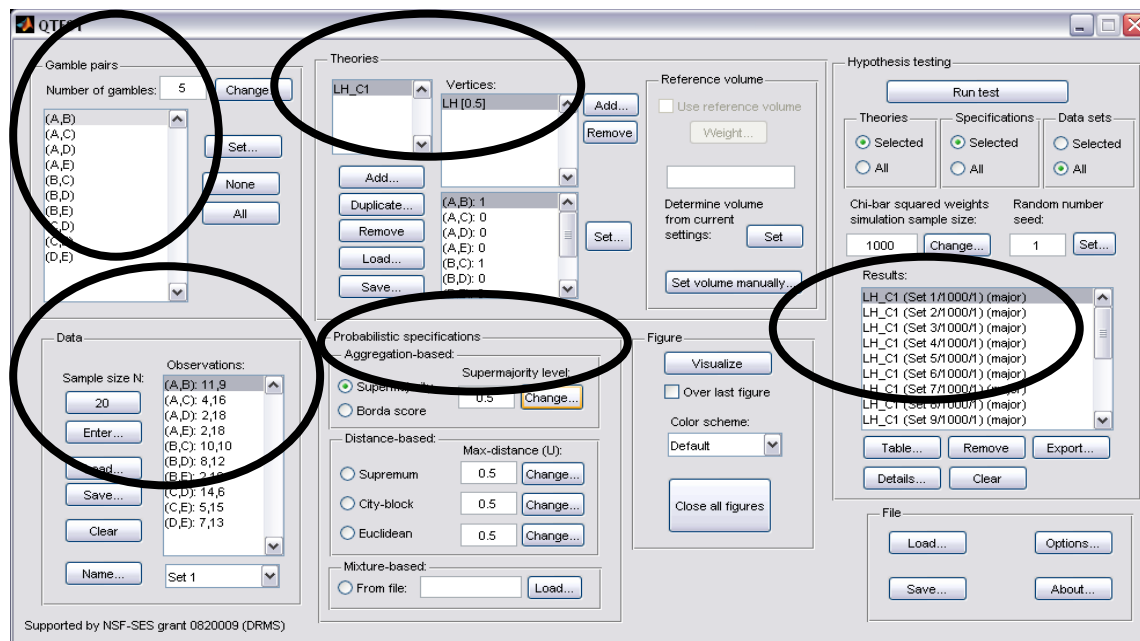 QTEST
Gamble pairs
Number of gambles: 5 Change...
(A,B)
(A,C)
(A,D)
(A,E)
(B,C)
(B,D)
(B,E)
(C,D)
(D,E)
Set...
None
All
Theories
LH_C1
Vertices:
LH [0.5]
Add...
Remove
Add...
Duplicate...
Remove
Load...
Save...
(A,B): 1
(A,C): 0
(A,D): 0
(A,E): 0
(B,C): 1
(B,D): 0
Set...
Reference volume
Use reference volume
Weight...
Determine volume
from current
settings:
Set
Set volume manually...
Hypothesis testing
Run test
Theories
Selected
All
Specifications
Selected
All
Data sets
Selected
All
Chi-bar squared weights
simulation sample size:
1000 Change...
Random number
seed:
1 Set...
Results:
LH_C1 (Set 1/1000/1) (major)
LH_C1 (Set 2/1000/1) (major)
LH_C1 (Set 3/1000/1) (major)
LH_C1 (Set 4/1000/1) (major)
LH_C1 (Set 5/1000/1) (major)
LH_C1 (Set 6/1000/1) (major)
LH_C1 (Set 7/1000/1) (major)
LH_C1 (Set 8/1000/1) (major)
LH_C1 (Set 9/1000/1) (major)
Table... Remove Export...
Details... Clear
Data
Sample size N:
20
Enter...
Load...
Save...
Clear
Name...
Observations:
(A,B): 11,9
(A,C): 4,16
(A,D): 2,18
(A,E): 2,18
(B,C): 10,10
(B,D): 8,12
(C,D): 14,6
(C,E): 5,15
(D,E): 7,13
Set 1
Probabilistic specifications
Aggregation-based:
Supermajority
Borda score
Supermajority level:
0.5 Change...
Distance-based:
Max-distance (U):
Supremum 0.5 Change...
City-block 0.5 Change...
Euclidean 0.5 Change...
Mixture-based:
From file: Load...
Figure
Visualize
Over last figure
Color scheme:
Default
Close all figures
File
Load... Options...
Save... About...
Supported by NSF-SES grant 0820009 (DRMS)